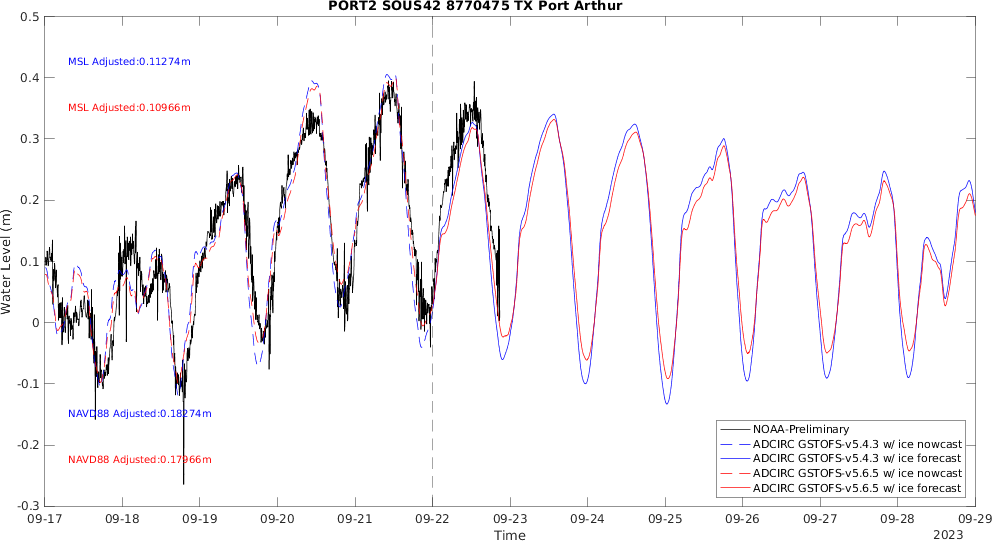 PORT2 SOUS42 8770475 TX Port Arthur
0.5
0.4
0.3
0.2
0.1
0
-0.1
-0.2
-0.3
Water Level (m)
MSL Adjusted:0.11274m
MSL Adjusted:0.10966m
NAVD88 Adjusted:0.18274m
NAVD88 Adjusted:0.17966m
NOAA-Preliminary
ADCIRC GSTOFS-v5.4.3 w/ ice nowcast
ADCIRC GSTOFS-v5.4.3 w/ ice forecast
ADCIRC GSTOFS-v5.6.5 w/ ice nowcast
ADCIRC GSTOFS-v5.6.5 w/ ice forecast
09-17 09-18 09-19 09-20 09-21 09-22 09-23 09-24 09-25 09-26 09-27 09-28 09-29
Time
2023